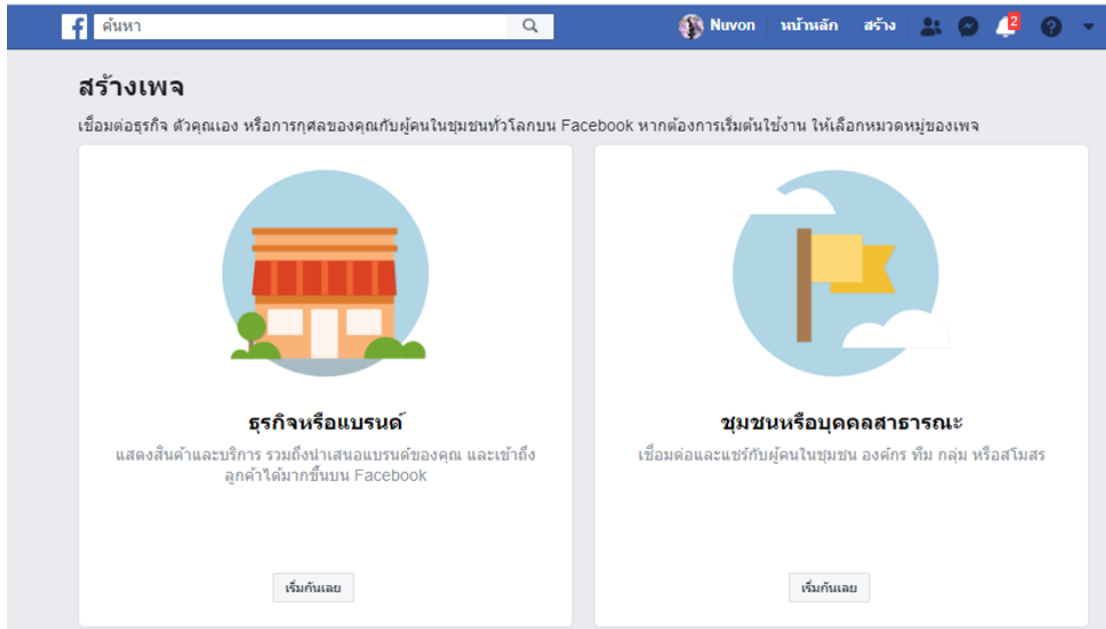 f ค้นหา Nuvon หน้าหลัก สร้าง 2
สร้างเพจ
เชื่อมต่อธุรกิจ ตัวคุณเอง หรือการกุศลของคุณกับผู้คนในชุมชนทั่วโลกบน Facebook หากต้องการเริ่มต้นใช้งาน ให้เลือกหมวดหมู่ของเพจ
ธุรกิจหรือแบรนด์
แสดงสินค้าและบริการ รวมถึงนำเสนอแบรนด์ของคุณ และเข้าถึง
ลูกค้าได้มากขึ้นบน Facebook
เริ่มกันเลย
ชุมชนหรือบุคคลสาธารณะ
เชื่อมต่อและแชร์กับผู้คนในชุมชน องค์กร ทีม กลุ่ม หรือสโมสร
เริ่มกันเลย